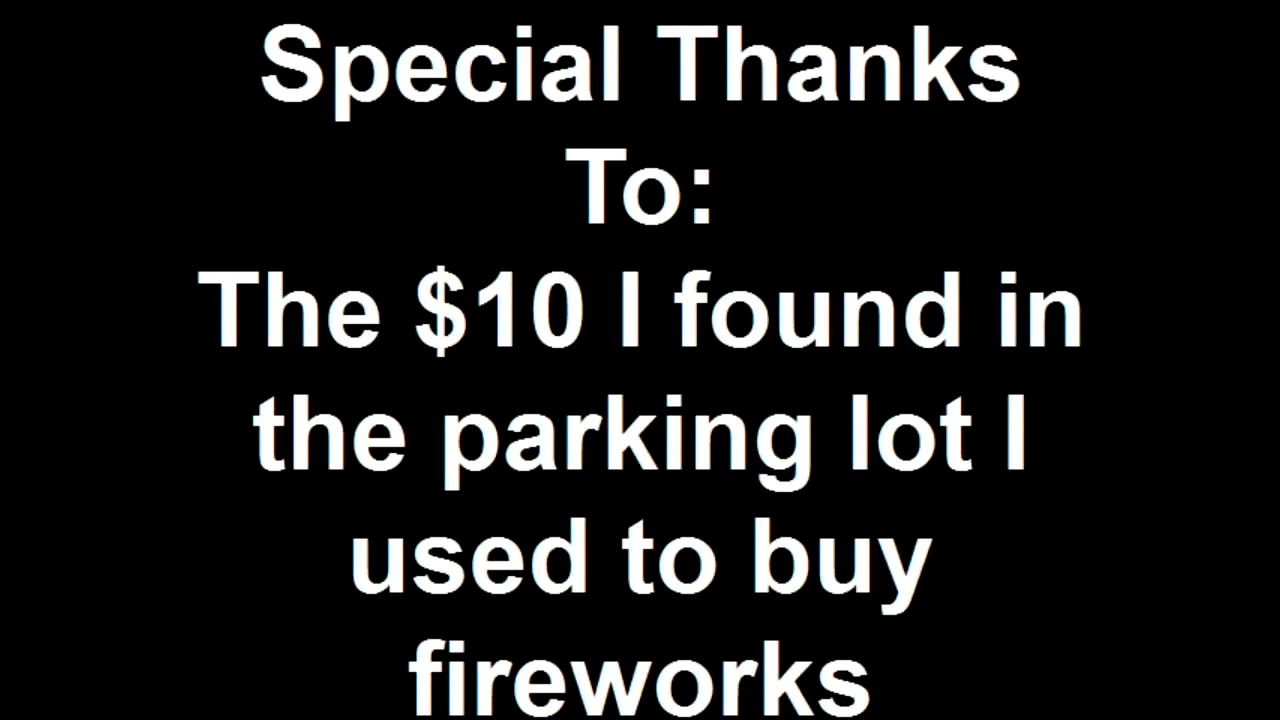 Special Thanks
To:
The $10 I found in
the parking lot I
used to buy
fireworks